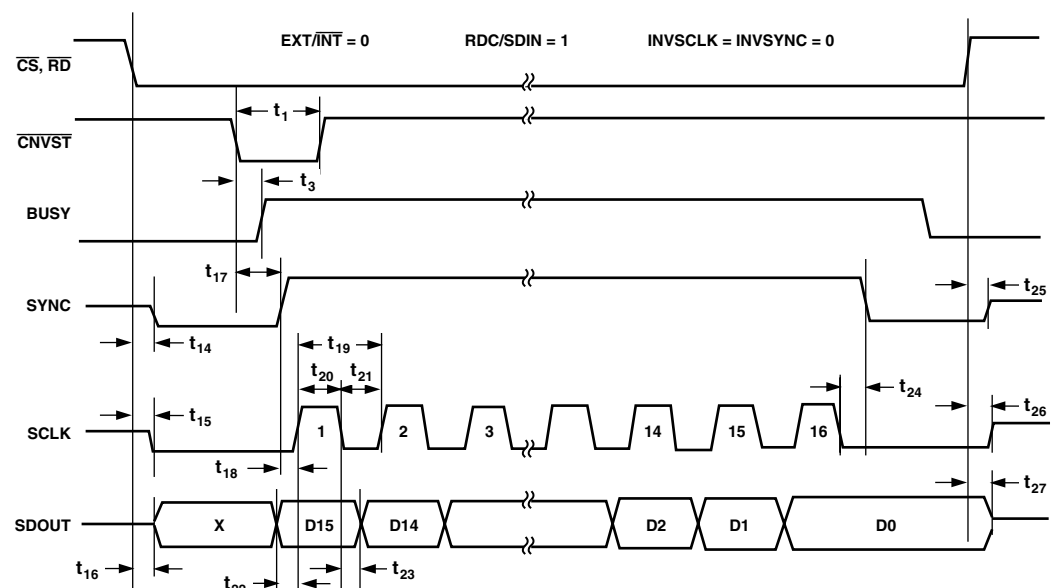 EXT/INT = 0 RDC/SDIN = 1 INVSCLK = INVSYNC = 0
CS, RD
t1
CNVST
t3
BUSY
t17
SYNC
t25
t14
t19
t20 t21
t24
t15
t26
SCLK
1 2 3 14 15 16
t18
t27
SDOUT
X D15 D14 D2 D1 D0
t16
t23